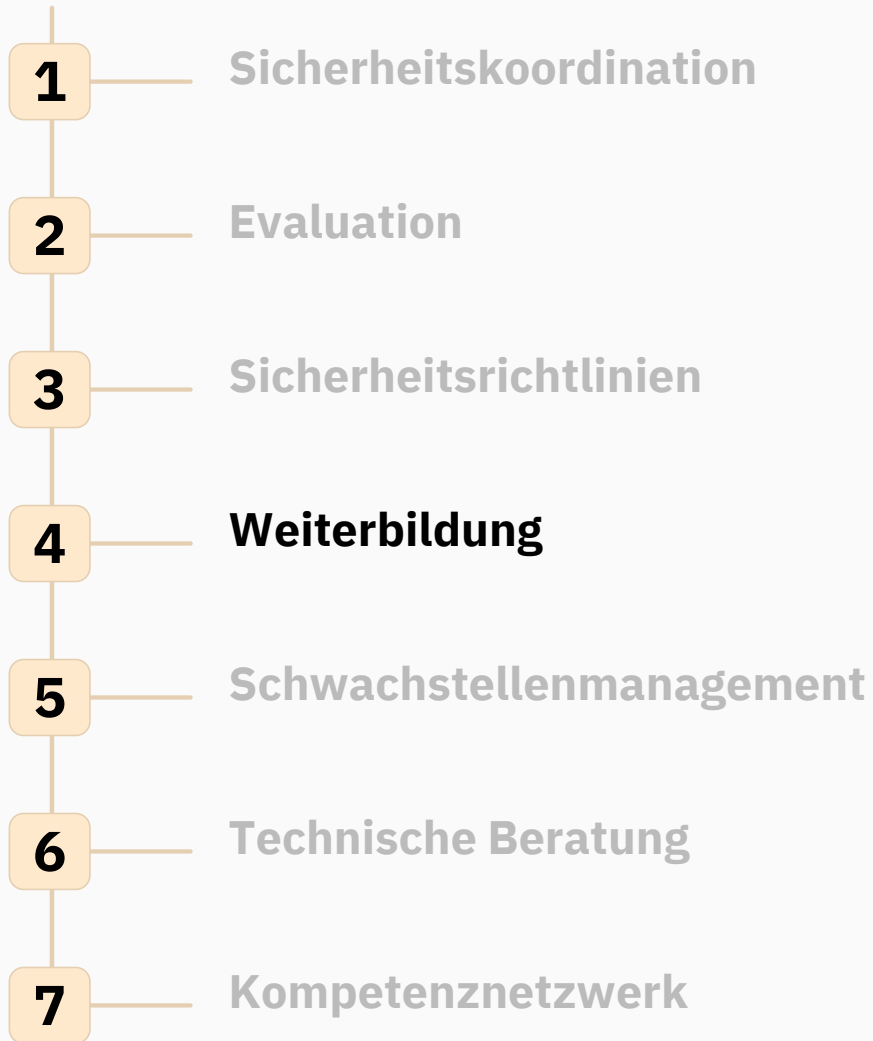 1 Sicherheitskoordination
2 Evaluation
3 Sicherheitsrichtlinien
4 Weiterbildung
5 Schwachstellenmanagement
6 Technische Beratung
7 Kompetenznetzwerk